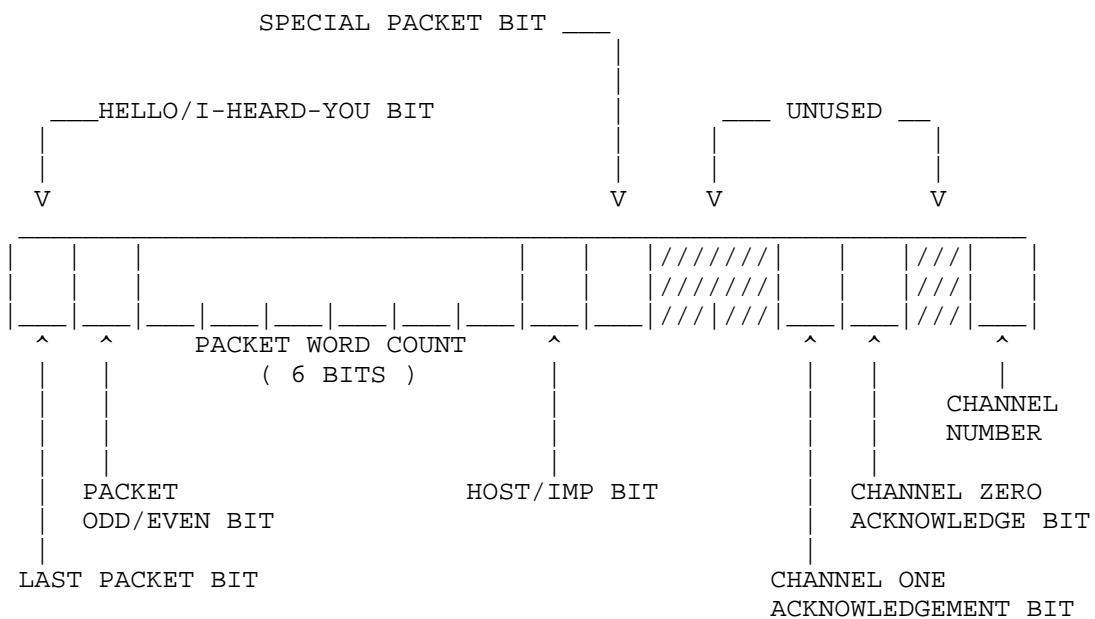 SPECIAL PACKET BIT
HELLO/I-HEARD-YOU BIT
UNUSED
PACKET WORD COUNT
( 6 BITS )
CHANNEL
NUMBER
PACKET
ODD/EVEN BIT
HOST/IMP BIT
CHANNEL ZERO
ACKNOWLEDGE BIT
LAST PACKET BIT
CHANNEL ONE
ACKNOWLEDGEMENT BIT